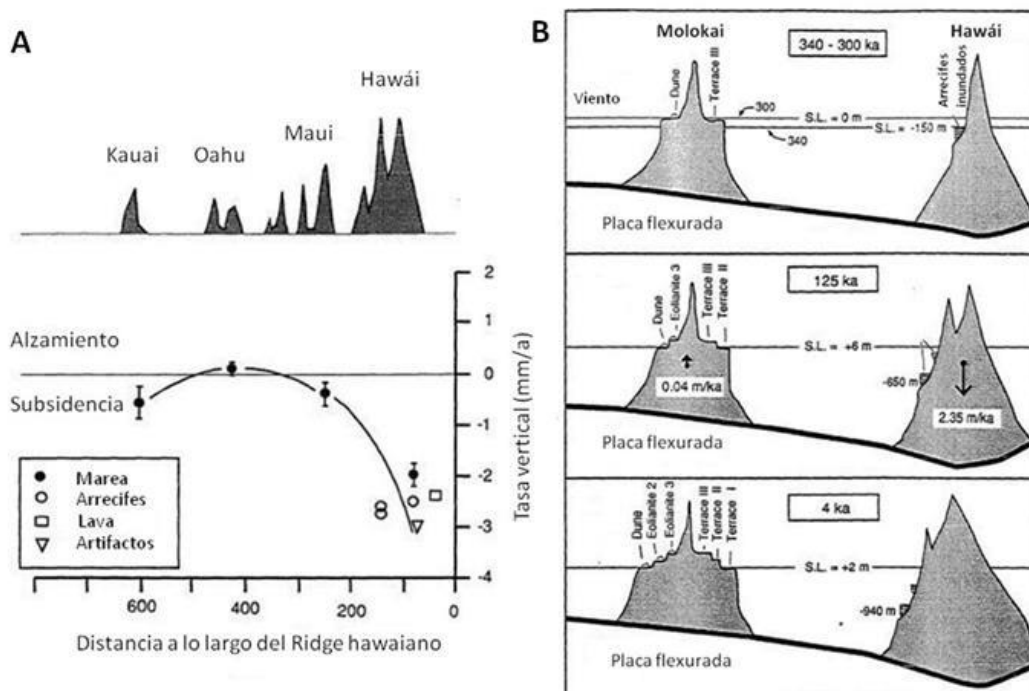 A
Hawái
Maui
Oahu
Kauai
Alzamiento
Subsidencia
Marea
Arrecifes
Lava
Artifactos
2
1
0
-1
-2
-3
-4
Tasa vertical (mm/a)
600 400 200 0
Distancia a lo largo del Ridge hawaiano
B
Molokai 340 - 300 ka Hawái
Dune
Terrace III
Arrecifes
inundados
Viento
300
S.L. = 0 m
340
S.L. = -150 m
Placa flexurada
125 ka
Dune
Eolianite 3
Terrace III
Terrace II
S.L. = +6 m
0.04 m/ka
-650 m
2.35 m/ka
Placa flexurada
4 ka
Dune
Eolianite 2
Eolianite 3
Terrace III
Terrace II
Terrace I
S.L. = +2 m
-940 m
Placa flexurada